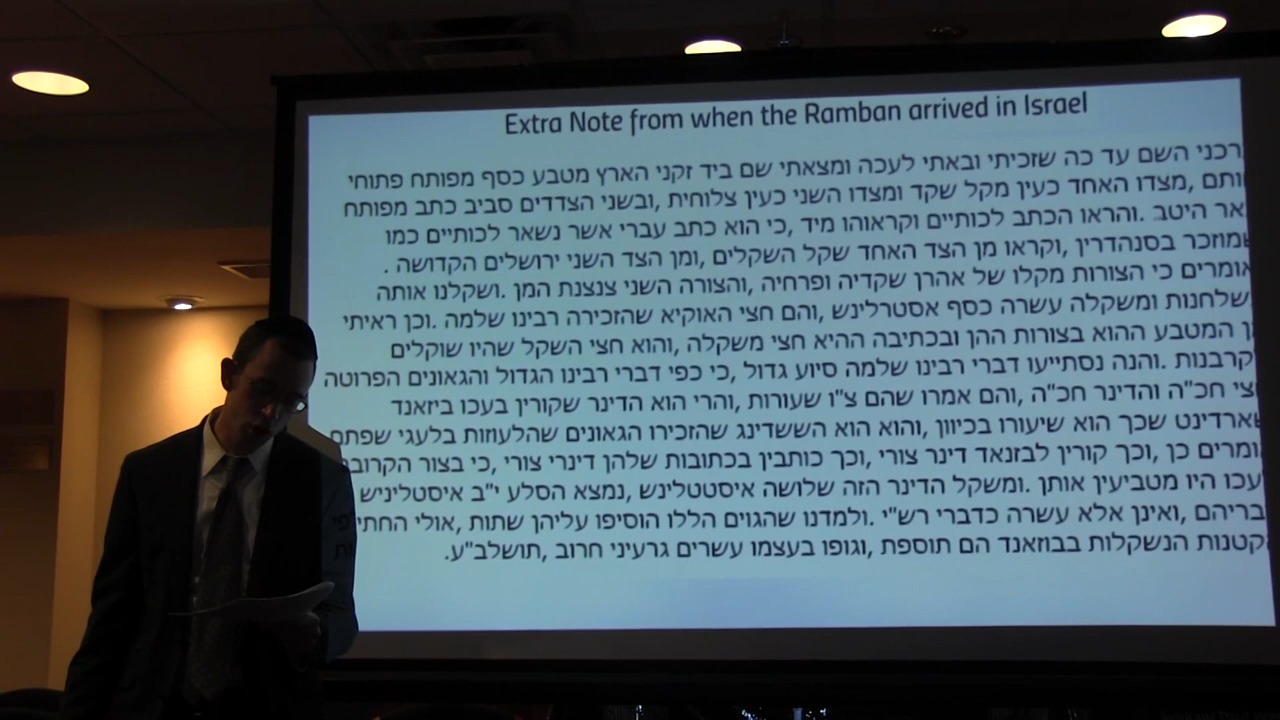 Extra Note from when the Ramban arrived in Israel
רכני השם עד כה שזכיתי ובאתי לעכה ומצאתי שם ביד זקני הארץ מטבע כסף מפותח פתוחי
ותם ,מצדו האחד כעין מקל שקד ומצדו השני כעין צלוחית ,ובשני הצדדים סביב כתב מפותח
אר היטב .והראו הכתב לכותיים וקראוהו מיד ,כי הוא כתב עברי אשר נשאר לכותיים כמו
מוזכר בסנהדרין ,וקראו מן הצד האחד שקל השקלים ,ומן הצד השני ירושלים הקדושה .
אומרים כי הצורות מקלו של אהרן שקדיה ופרחיה ,והצורה השני צנצנת המן .ושקלנו אותה
שלחנות ומשקלה עשרה כסף אסטרלינש ,והם חצי האוקיא שהזכירה רבינו שלמה .וכן ראיתי
ן המטבע ההוא בצורות ההן ובכתיבה ההיא חצי משקלה ,והוא חצי השקל שהיו שוקלים
קרבנות .והנה נסתייעו דברי רבינו שלמה סיוע גדול ,כי כפי דברי רבינו הגדול והגאונים הפרוטה
צי חכ"ה והדינר חכ"ה ,והם אמרו שהם צ"ו שעורות ,והרי הוא הדינר שקורין בעכו ביזאנד
ארדינט שכך הוא שיעורו בכיוון ,והוא הוא הששדינג שהזכירו הגאונים שהלעוזות בלעגי שפתם
ומרים כן ,וכך קורין לבזנאד דינר צורי ,וכך כותבין בכתובות שלהן דינרי צורי ,כי בצור הקרובה
עכו היו מטביעין אותן .ומשקל הדינר הזה שלושה איסטטלינש ,נמצא הסלע י"ב איסטליניש
בריהם ,ואינן אלא עשרה כדברי רש"י .ולמדנו שהגוים הללו הוסיפו עליהן שתות ,אולי החתיכ
קטנות הנשקלות בבוזאנד הם תוספת ,וגופו בעצמו עשרים גרעיני חרוב ,תושלב"ע.